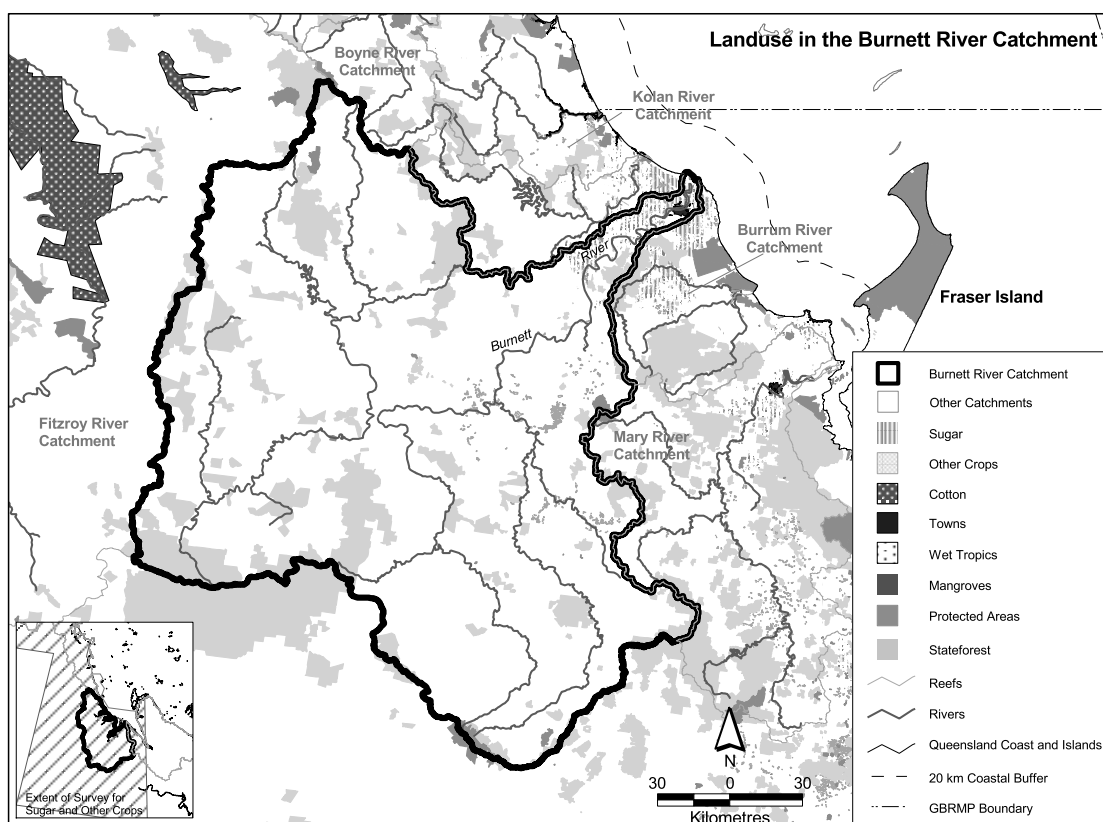 Landuse in the Burnett River Catchment
Boyne River
Catchment
Kolan River
Catchment
Burrum River
Catchment
River
Fraser Island
Burnett
Fitzroy River
Catchment
Mary River
Catchment
Burnett River Catchment
Other Catchments
Sugar
Other Crops
Cotton
Towns
Wet Tropics
Mangroves
Protected Areas
Stateforest
Reefs
Rivers
Queensland Coast and Islands
20 km Coastal Buffer
GBRMP Boundary
N
30 0 30
Kilometres
Extent of Survey for
Sugar and Other Crops